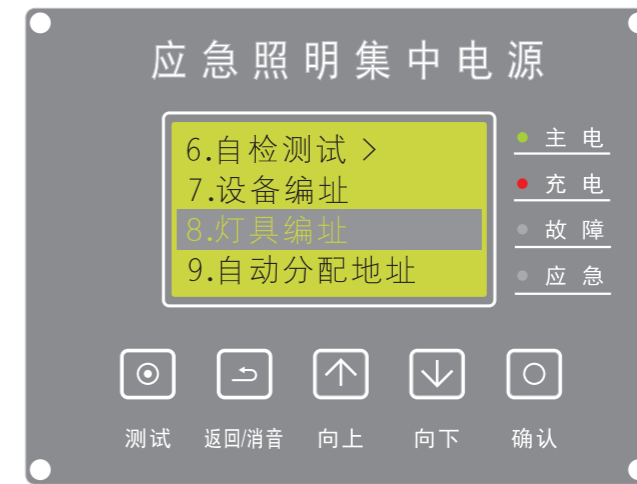 应急照明集中电源
6.自检测试 >
7.设备编址
8.灯具编址
9.自动分配地址
主电
充电
故障
应急
测试 返回/消音 向上 向下 确认